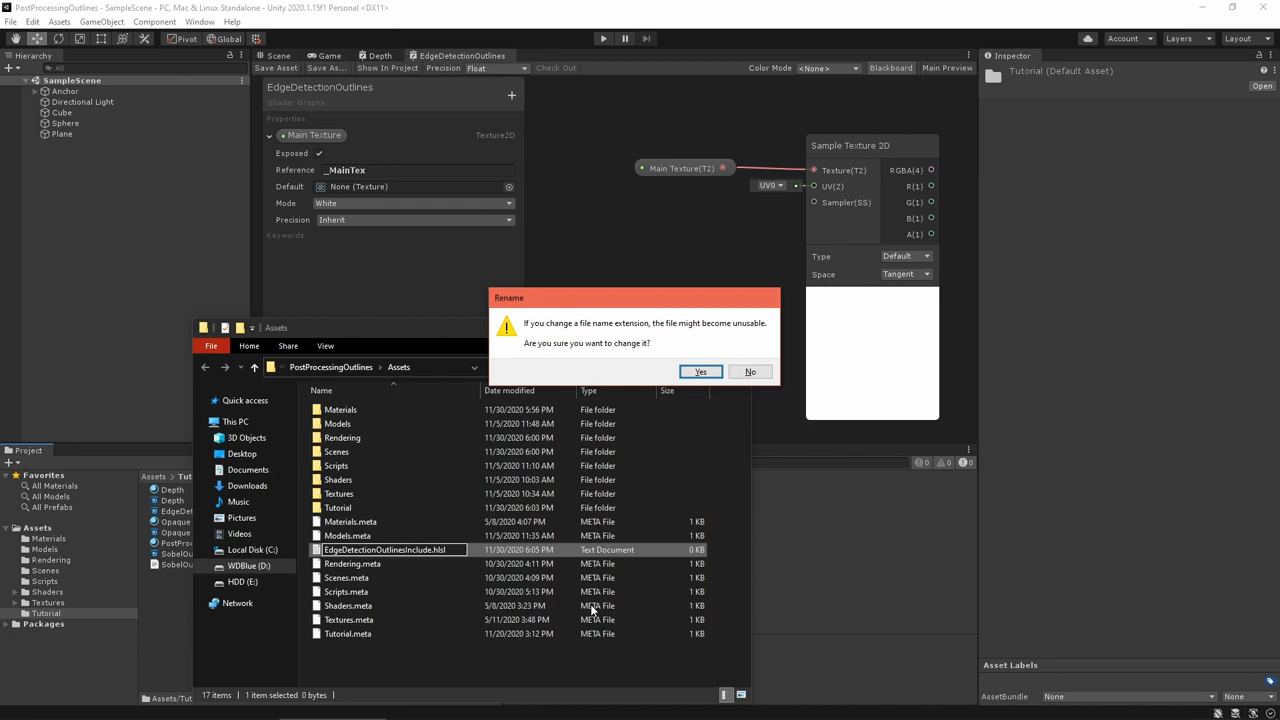 PostProcessingOutlines - SampleScene - PC, Mac & Linux Standalone - Unity 2020.1.15f1 Personal <DX11>
File Edit Assets GameObject Component Window Help
Pivot Global Account Layers Layout
Hierarchy
All
SampleScene
Anchor
Directional Light
Cube
Sphere
Plane
Scene Game Depth EdgeDetectionOutlines
Save Asset Save As... Show In Project Precision Float Check Out Color Mode <None> Blackboard Main Preview
EdgeDetectionOutlines
Shader Graphs
Properties
Main Texture Texture2D
Exposed
Reference _MainTex
Default None (Texture)
Mode White
Precision Inherit
Keywords
Main Texture(T2)
UV0
Sample Texture 2D
Texture(T2) RGBA(4)
UV(2) R(1)
Sampler(SS) G(1)
B(1)
A(1)
Type Default
Space Tangent
Inspector
Tutorial (Default Asset)
Open
Asset Labels
AssetBundle None None
Rename
If you change a file name extension, the file might become unusable.
Are you sure you want to change it?
Yes No
Assets
File Home Share View
PostProcessingOutlines > Assets
Name Date modified Type Size
Quick access
This PC
3D Objects
Desktop
Documents
Downloads
Music
Pictures
Videos
Local Disk (C:)
WDBlue (D:)
HDD (E:)
Network
Materials 11/30/2020 5:56 PM File folder
Models 11/5/2020 11:48 AM File folder
Rendering 11/30/2020 6:00 PM File folder
Scenes 11/30/2020 6:00 PM File folder
Scripts 11/5/2020 11:10 AM File folder
Shaders 11/5/2020 10:03 AM File folder
Textures 11/5/2020 10:34 AM File folder
Tutorial 11/30/2020 6:03 PM File folder
Materials.meta 5/8/2020 4:07 PM META File 1 KB
Models.meta 11/5/2020 11:35 AM META File 1 KB
EdgeDetectionOutlinesInclude.hlsl 11/30/2020 6:05 PM Text Document 0 KB
Rendering.meta 10/30/2020 4:11 PM META File 1 KB
Scenes.meta 10/30/2020 4:09 PM META File 1 KB
Scripts.meta 10/30/2020 5:13 PM META File 1 KB
Shaders.meta 5/8/2020 3:23 PM META File 1 KB
Textures.meta 5/11/2020 3:48 PM META File 1 KB
Tutorial.meta 11/20/2020 3:12 PM META File 1 KB
17 items 1 item selected 0 bytes
Project
Favorites
All Materials
All Models
All Prefabs
Assets
Materials
Models
Rendering
Scenes
Scripts
Shaders
Textures
Tutorial
Packages
Assets > Tut
Depth
Depth
EdgeDet
Opaque
Opaque
PostProc
SobelOu
SobelOu
Assets/Tut
0 0 0